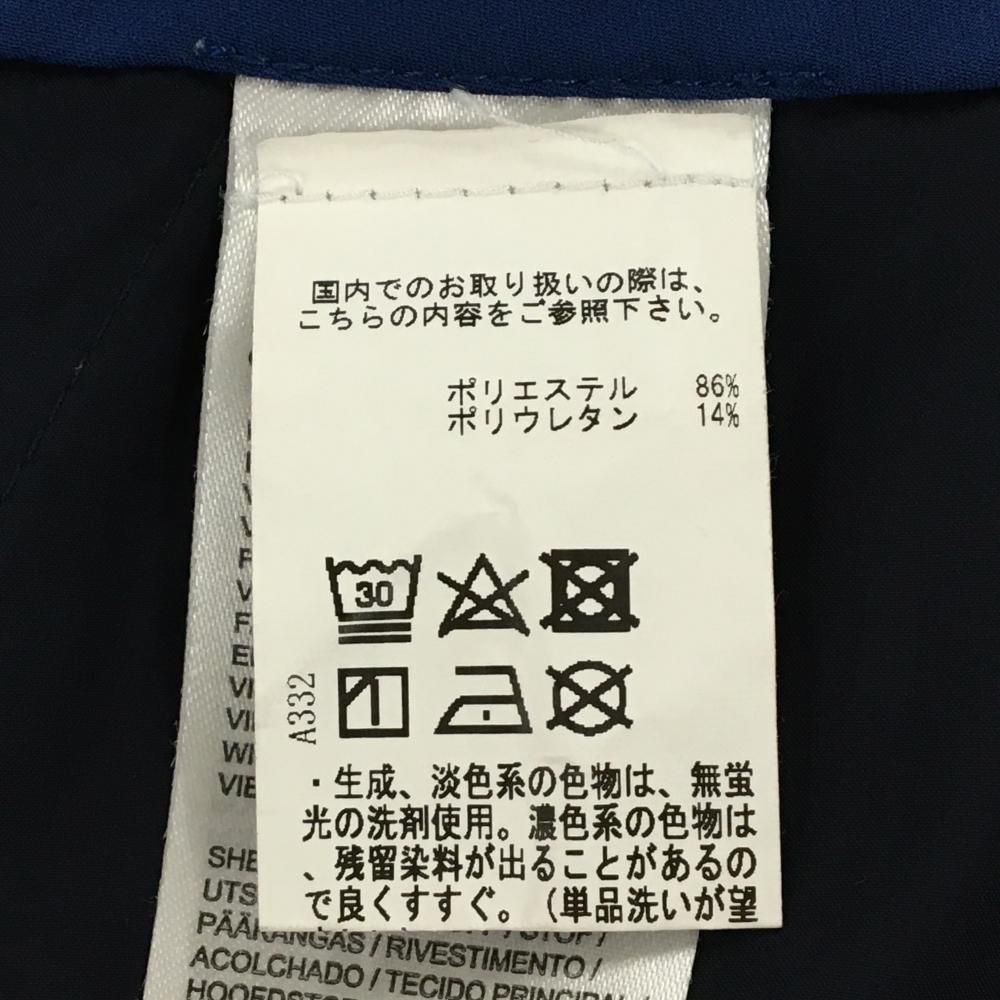 国内でのお取り扱いの際は、
こちらの内容をご参照下さい。
ポリエステル 86%
ポリウレタン 14%
30
A332
・生成、淡色系の色物は、無蛍
光の洗剤使用。濃色系の色物は
、残留染料が出ることがあるの
で良くすすぐ。（単品洗いが望
PÄÄKANGAS / RIVESTIMENTO /
ACOLCHADO / TECIDO PRINCIPAL